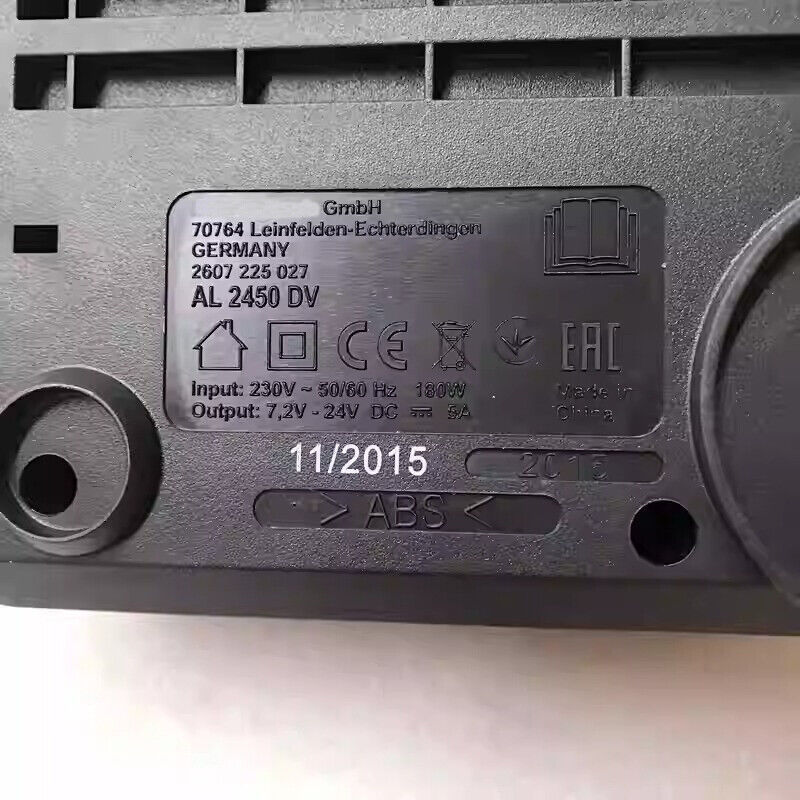 GmbH
70764 Leinfelden-Echterdingen
GERMANY
2607 225 027
AL 2450 DV
CE
EAC
Input: 230V ~ 50/60 Hz 180W
Output: 7,2V - 24V DC ⎓ 5A
Made in
China
11/2015
2015
> ABS <